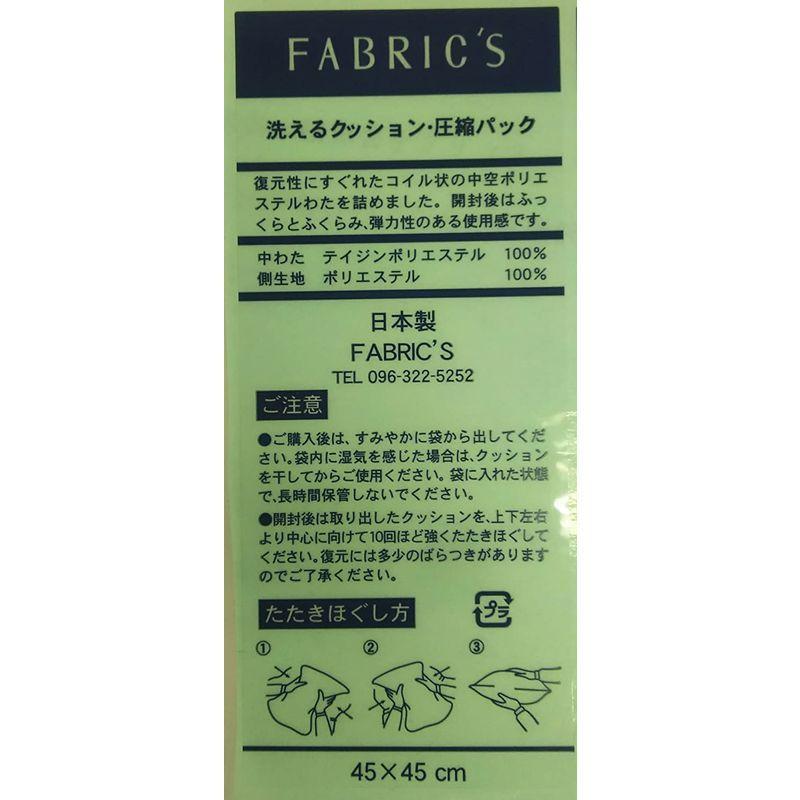 FABRIC'S
洗えるクッション・圧縮パック
復元性にすぐれたコイル状の中空ポリエ
ステルわたを詰めました。開封後はふっ
くらとふくらみ、弾力性のある使用感です。
中わた　テイジンポリエステル　100%
側生地　ポリエステル　100%
日本製
FABRIC'S
TEL 096-322-5252
ご注意
●ご購入後は、すみやかに袋から出してくだ
さい。袋内に湿気を感じた場合は、クッション
を干してからご使用ください。袋に入れた状態
で、長時間保管しないでください。
●開封後は取り出したクッションを、上下左右
より中心に向けて10回ほど強くたたきほぐして
ください。復元には多少のばらつきがあります
のでご了承ください。
たたきほぐし方
プラ
① ② ③
45×45 cm